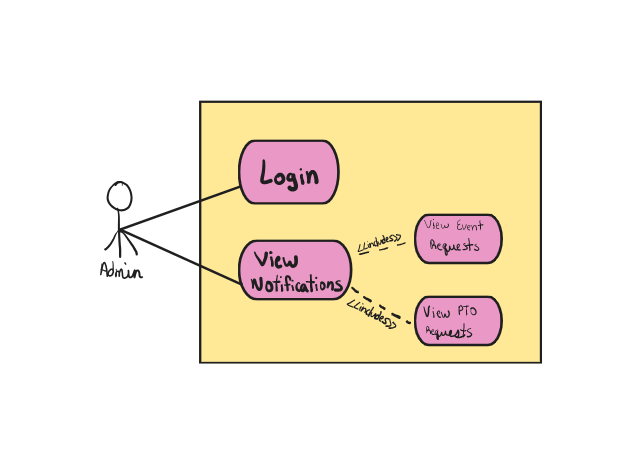 Login
View Event
Requests
<<includes>>
View
Notifications
Admin
View PTO
Requests
<<includes>>